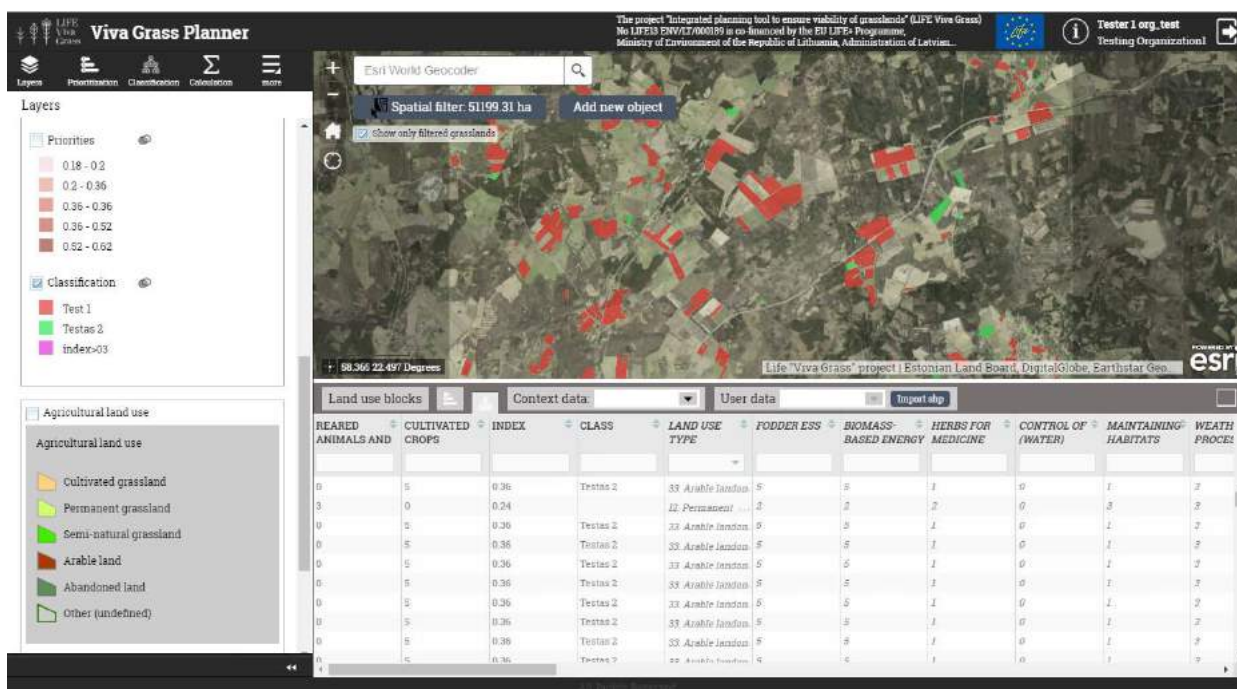 LIFE
Viva
Grass
Viva Grass Planner
The project "Integrated planning tool to ensure viability of grasslands" (LIFE Viva Grass)
No LIFE13 ENV/LT/000189 is co-financed by the EU LIFE+ Programme,
Ministry of Environment of the Republic of Lithuania, Administration of Latvian...
Life
Tester 1 org_test
Testing Organization1
Layers
Prioritization
Classification
Calculation
more
Layers
Priorities
0.18 - 0.2
0.2 - 0.36
0.36 - 0.36
0.36 - 0.52
0.52 - 0.62
Classification
Test 1
Testas 2
index>03
Agricultural land use
Agricultural land use
Cultivated grassland
Permanent grassland
Semi-natural grassland
Arable land
Abandoned land
Other (undefined)
Esri World Geocoder
Spatial filter: 51199.31 ha
Add new object
Show only filtered grasslands
58.366 22.497 Degrees
Life "Viva Grass" project | Estonian Land Board, DigitalGlobe, Earthstar Geo...
POWERED BY
esri
Land use blocks
Context data:
User data
Import shp
REARED ANIMALS AND
CULTIVATED CROPS
INDEX
CLASS
LAND USE TYPE
FODDER ESS
BIOMASS-BASED ENERGY
HERBS FOR MEDICINE
CONTROL OF (WATER)
MAINTAINING HABITATS
WEATH PROCES
0 5 0.36 Testas 2 33. Arable landon. 5 5 1 0 1 2
3 0 0.24 12. Permanent ... 2 2 2 0 3 3
0 5 0.36 Testas 2 33. Arable landon. 5 5 1 0 1 2
0 5 0.36 Testas 2 33. Arable landon. 5 5 1 0 1 2
0 5 0.36 Testas 2 33. Arable landon. 5 5 1 0 1 2
0 5 0.36 Testas 2 33. Arable landon. 5 5 1 0 1 2
0 5 0.36 Testas 2 33. Arable landon. 5 5 1 0 1 2
0 5 0.36 Testas 2 33. Arable landon. 5 5 1 0 1 2
0 5 0.36 Testas 2 33. Arable landon. 5 5 1 0 1 2